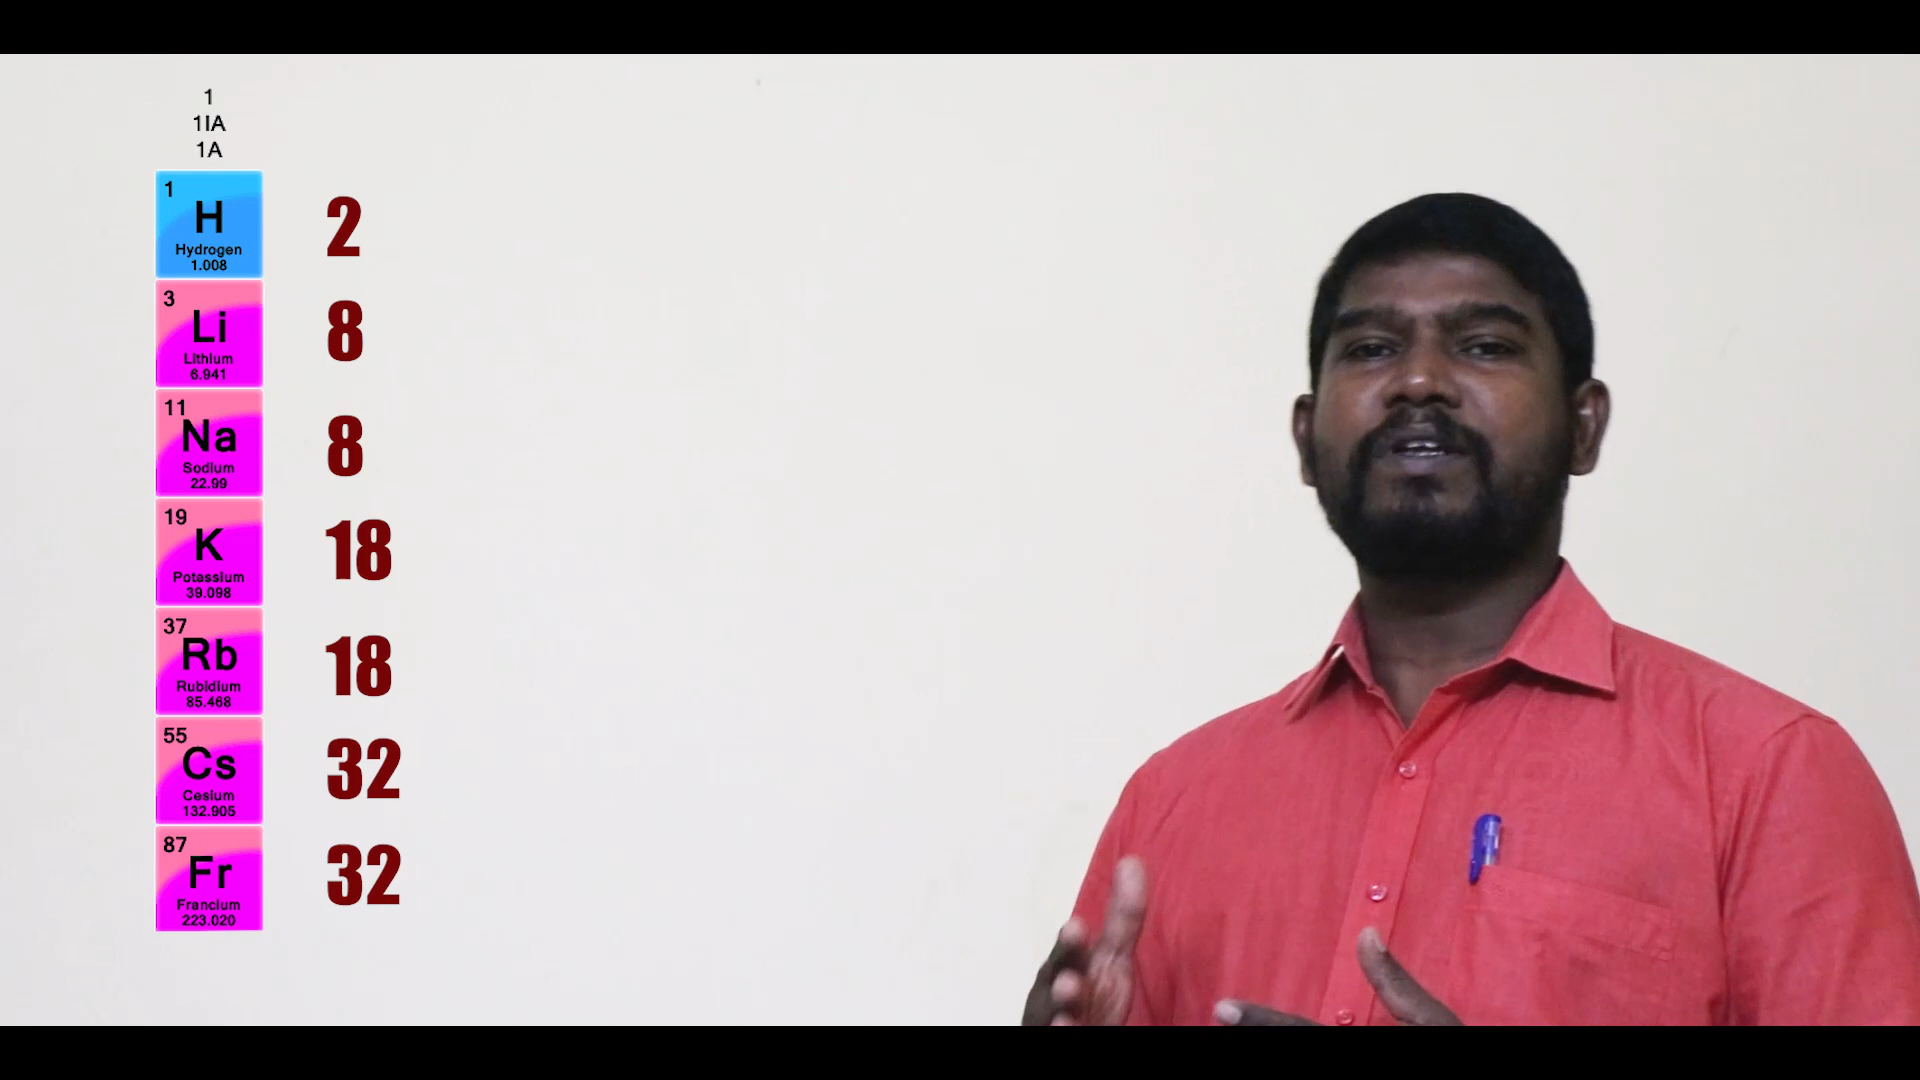 1
1IA
1A
1
H
Hydrogen
1.008
2
3
Li
Lithium
6.941
8
11
Na
Sodium
22.99
8
19
K
Potassium
39.098
18
37
Rb
Rubidium
85.468
18
55
Cs
Cesium
132.905
32
87
Fr
Francium
223.020
32